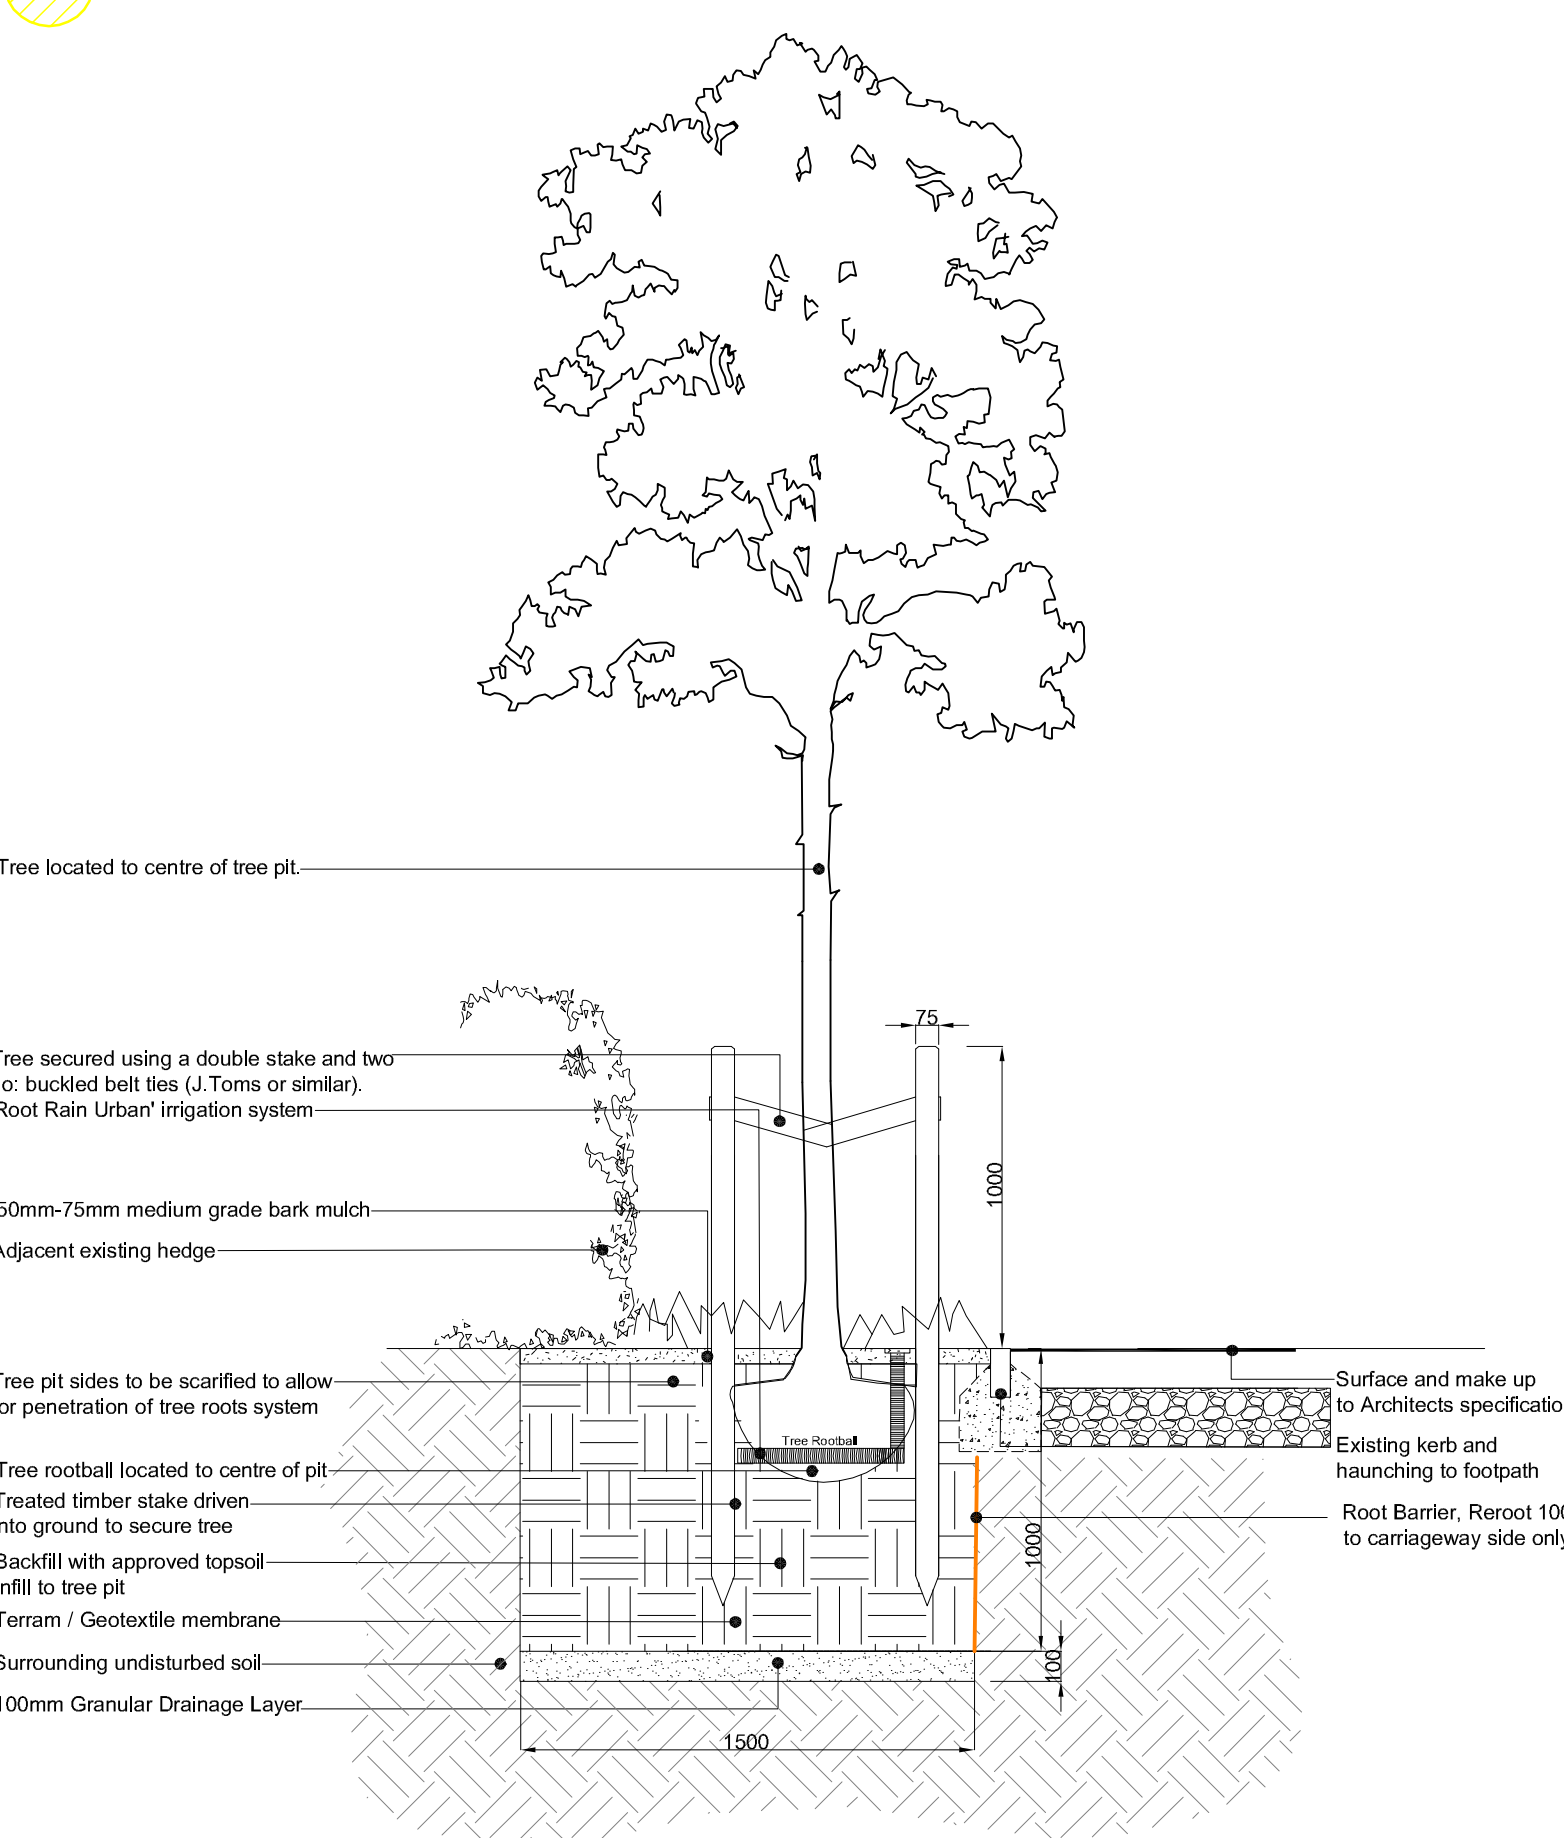 Tree located to centre of tree pit.
75
Tree secured using a double stake and two
o: buckled belt ties (J.Toms or similar).
Root Rain Urban' irrigation system
1000
50mm-75mm medium grade bark mulch
Adjacent existing hedge
Tree pit sides to be scarified to allow
or penetration of tree roots system
Surface and make up
to Architects specificatio
Tree Rootball
Existing kerb and
haunching to footpath
Tree rootball located to centre of pit
Treated timber stake driven
nto ground to secure tree
Root Barrier, Reroot 100
to carriageway side only
1000
Backfill with approved topsoil
nfill to tree pit
Terram / Geotextile membrane
Surrounding undisturbed soil
100
100mm Granular Drainage Layer
1500